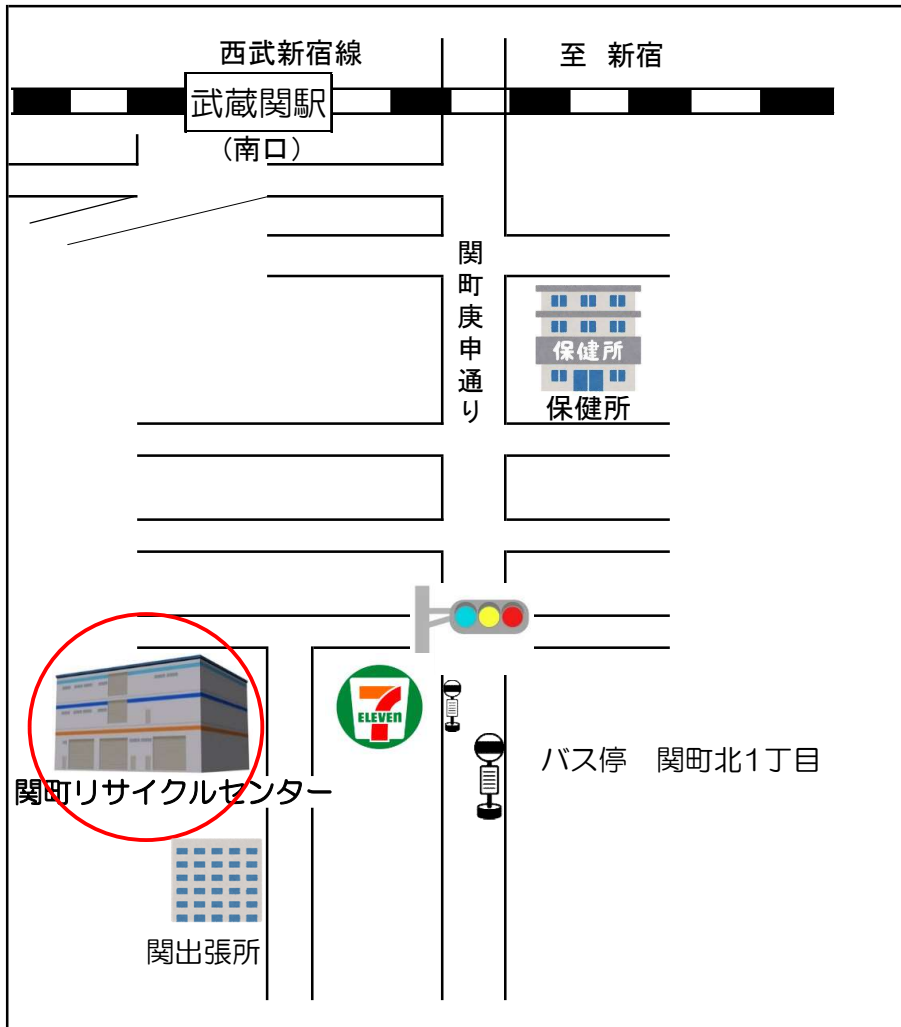 西武新宿線
至 新宿
武蔵関駅
(南口)
関町庚申通り
保健所
保健所
7
ELEVEN
バス停 関町北1丁目
関町リサイクルセンター
関出張所